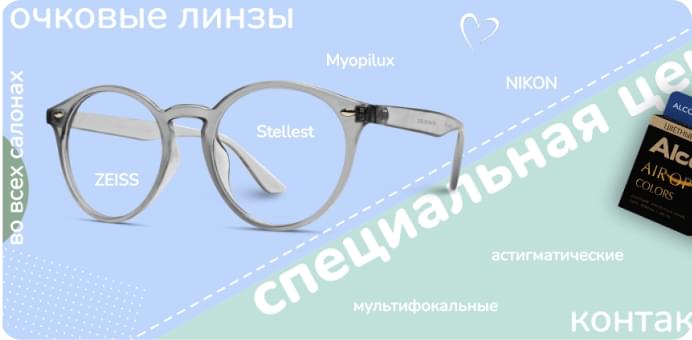 очковые линзы
во всех салонах
Myopilux
NIKON
Stellest
ZEISS
специальная цен
ALCO
ЦВЕТНЫЕ
Alco
AIR OP
COLORS
астигматические
мультифокальные
контак